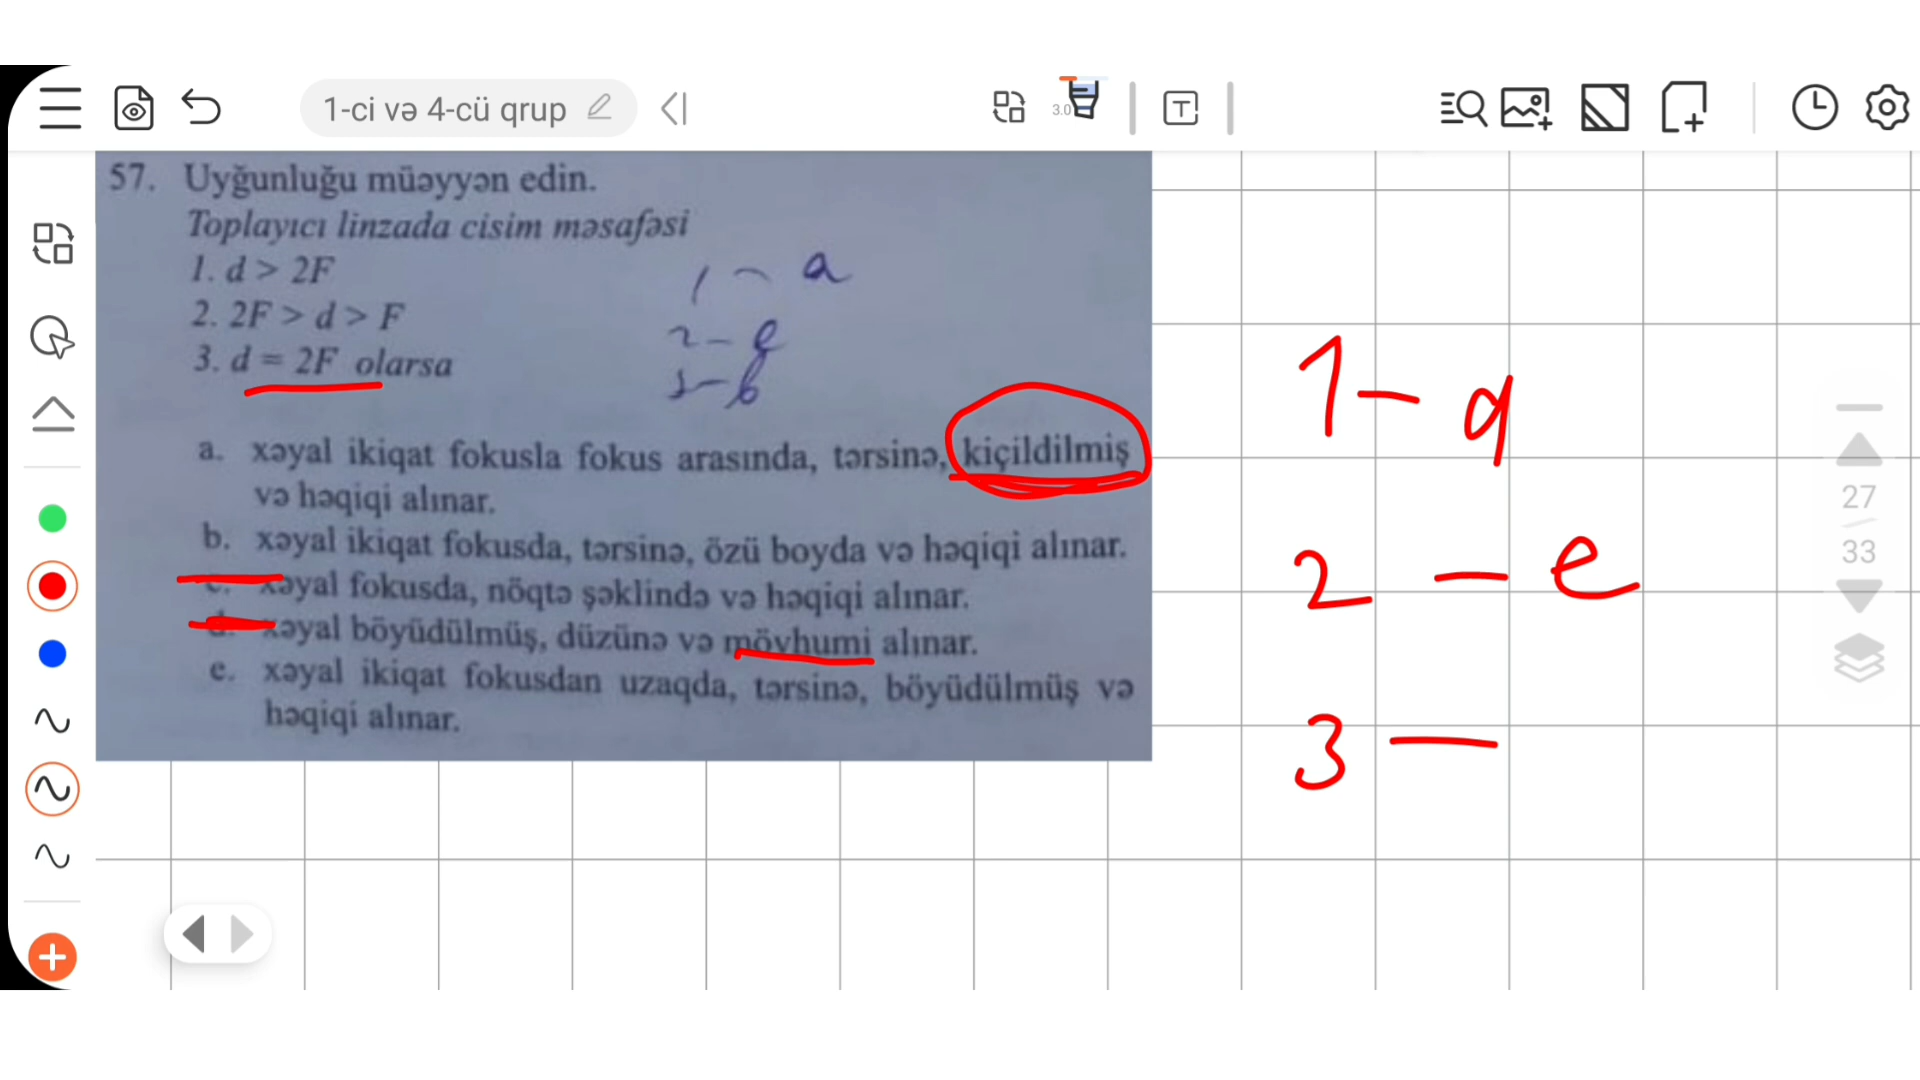 1-ci və 4-cü qrup
3.0
T
57. Uyğunluğu müəyyən edin.
Toplayıcı linzada cisim məsafəsi
1. d > 2F
2. 2F > d > F
3. d = 2F olarsa
1 - a
2 - e
3 - b
a. xəyal ikiqat fokusla fokus arasında, tərsinə, kiçildilmiş
və həqiqi alınar.
b. xəyal ikiqat fokusda, tərsinə, özü boyda və həqiqi alınar.
c. xəyal fokusda, nöqtə şəklində və həqiqi alınar.
d. xəyal böyüdülmüş, düzünə və mövhumi alınar.
e. xəyal ikiqat fokusdan uzaqda, tərsinə, böyüdülmüş və
həqiqi alınar.
1 - a
2 - e
3 -
27
33